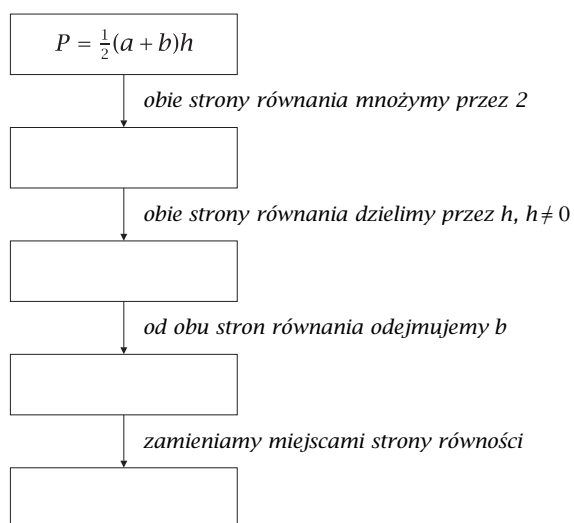 P = ½(a + b)h
obie strony równania mnożymy przez 2
obie strony równania dzielimy przez h, h ≠ 0
od obu stron równania odejmujemy b
zamieniamy miejscami strony równości